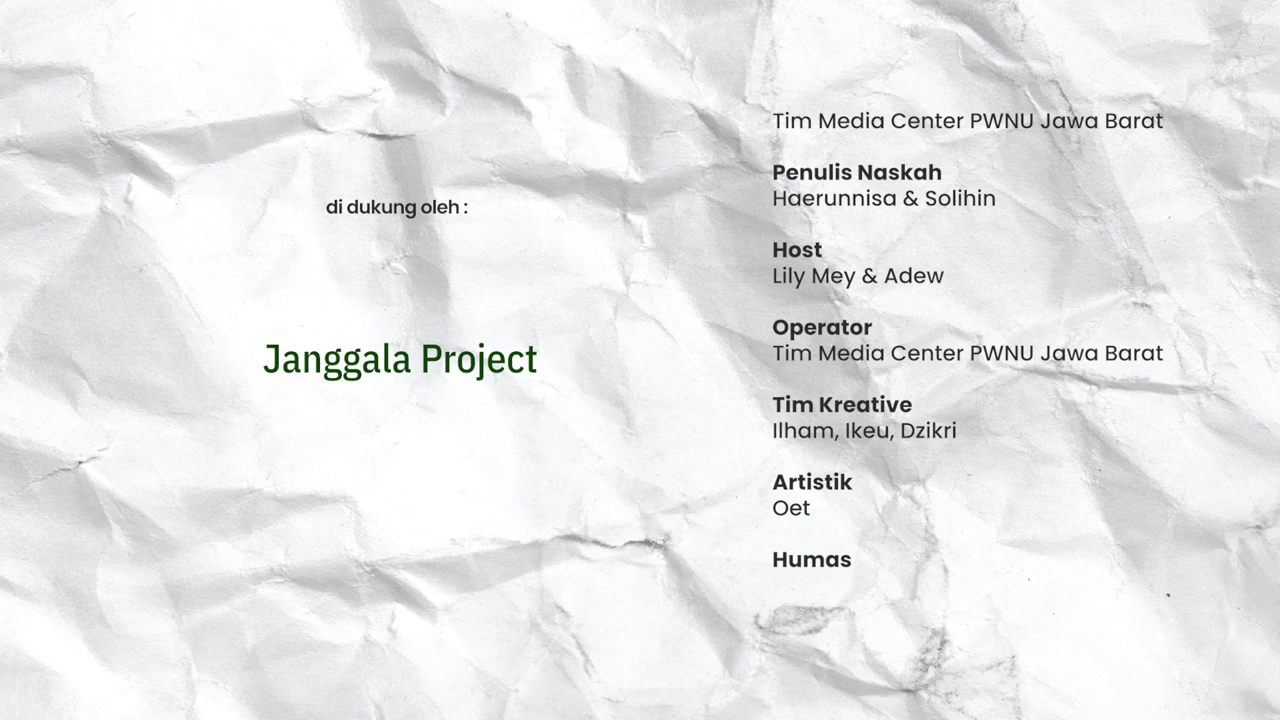 di dukung oleh :
Janggala Project
Tim Media Center PWNU Jawa Barat
Penulis Naskah
Haerunnisa & Solihin
Host
Lily Mey & Adew
Operator
Tim Media Center PWNU Jawa Barat
Tim Kreative
Ilham, Ikeu, Dzikri
Artistik
Oet
Humas